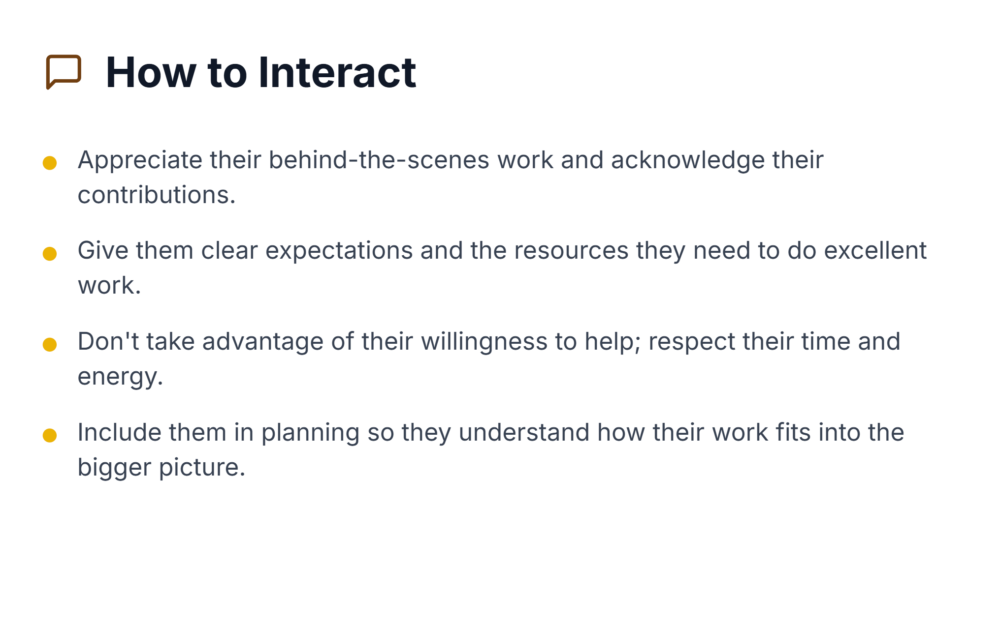 How to Interact
Appreciate their behind-the-scenes work and acknowledge their
contributions.
Give them clear expectations and the resources they need to do excellent
work.
Don't take advantage of their willingness to help; respect their time and
energy.
Include them in planning so they understand how their work fits into the
bigger picture.